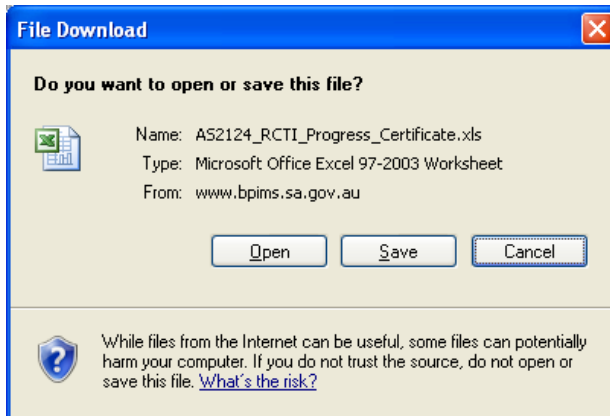 File Download
Do you want to open or save this file?
Name: AS2124_RCTI_Progress_Certificate.xls
Type: Microsoft Office Excel 97-2003 Worksheet
From: www.bpims.sa.gov.au
Open Save Cancel
While files from the Internet can be useful, some files can potentially
harm your computer. If you do not trust the source, do not open or
save this file. What's the risk?